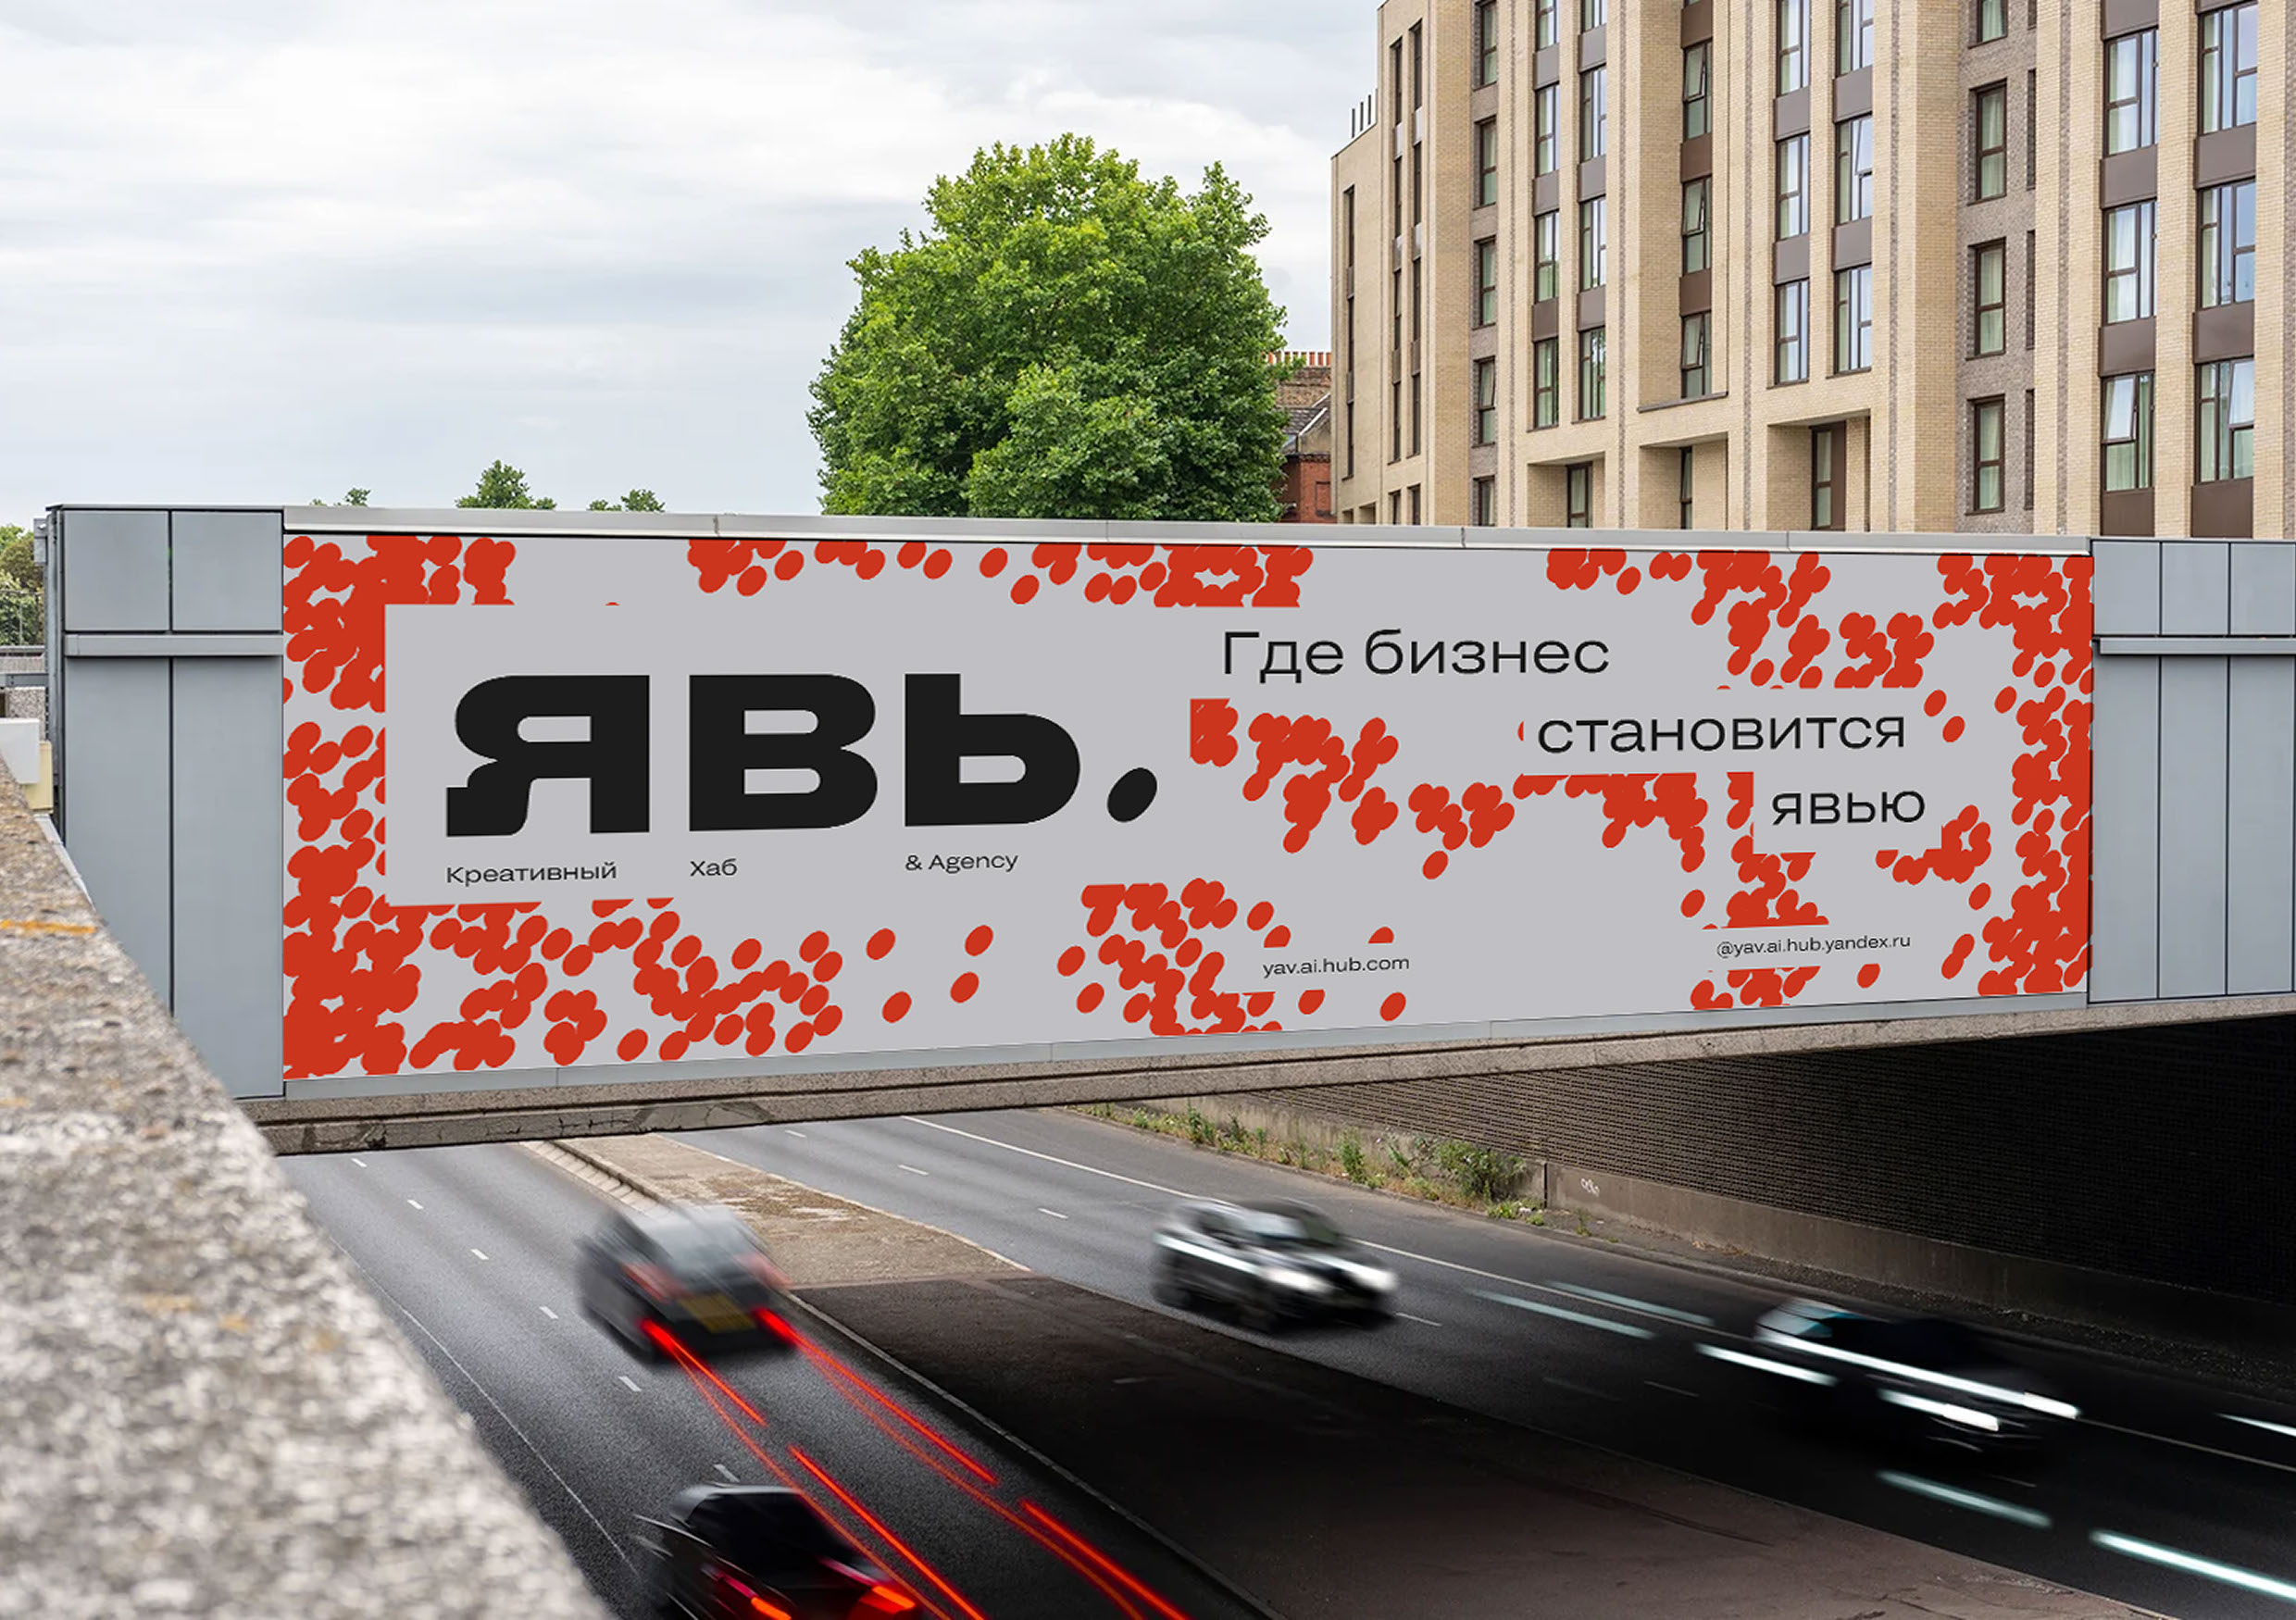 ЯВЬ.
Креативный Хаб & Agency
Где бизнес
становится
явью
yav.ai.hub.com
@yav.ai.hub.yandex.ru